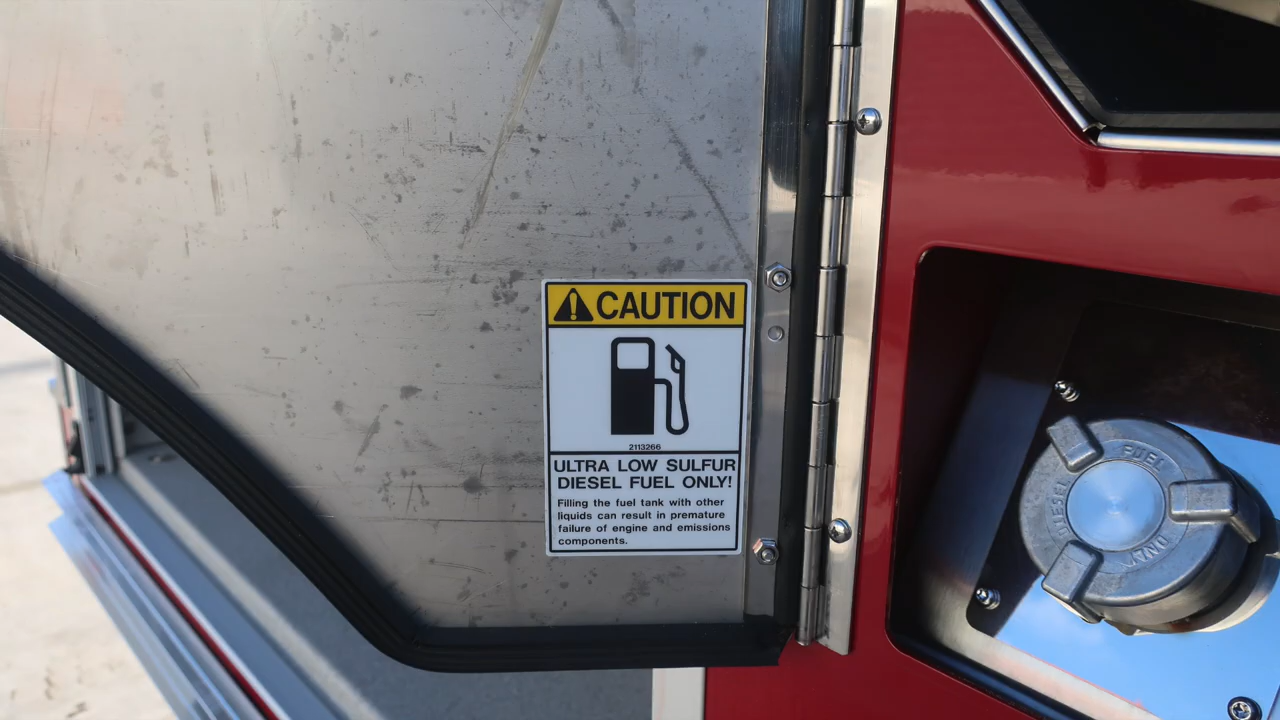 CAUTION
2113266
ULTRA LOW SULFUR
DIESEL FUEL ONLY!
Filling the fuel tank with other
liquids can result in premature
failure of engine and emissions
components.
DIESEL FUEL ONLY